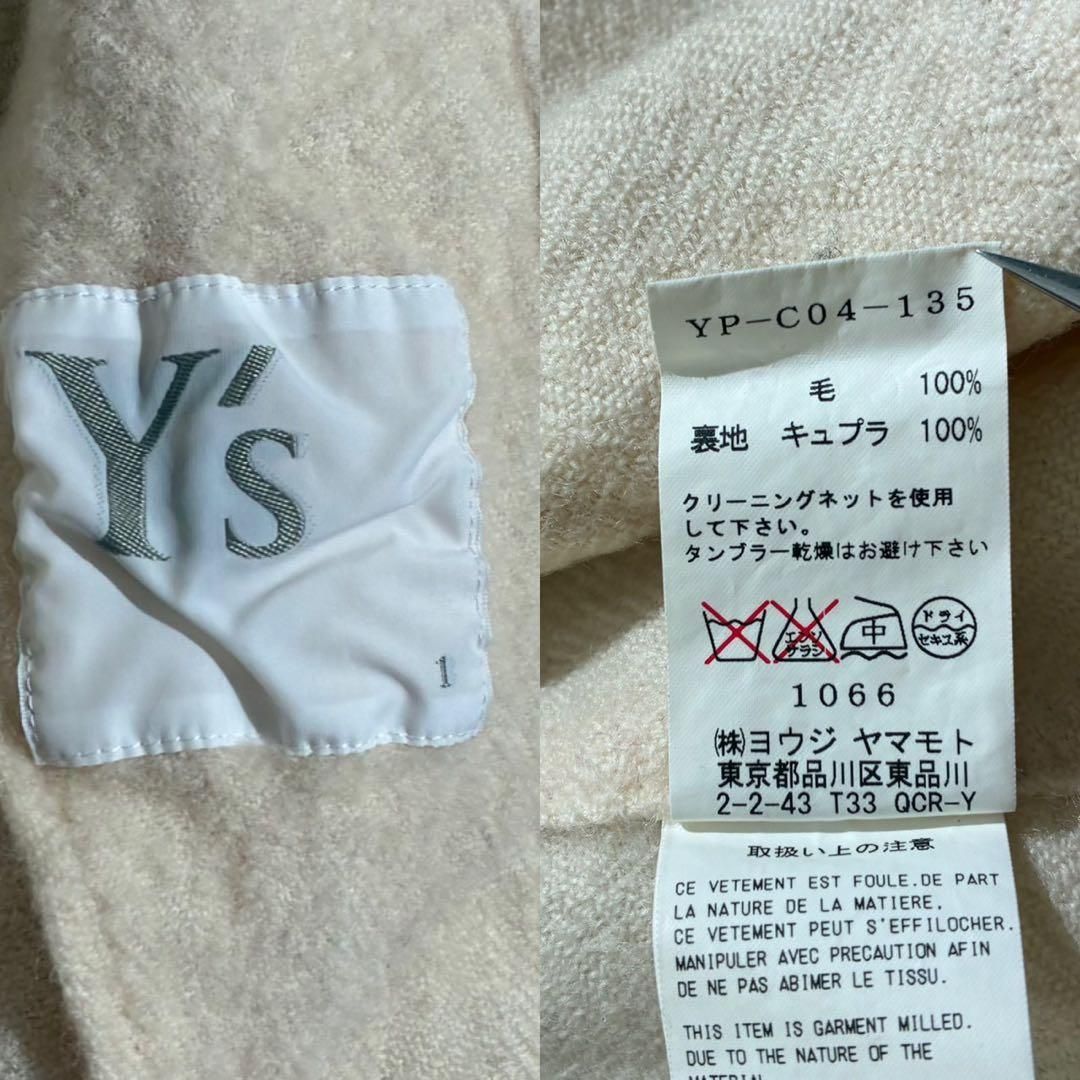 Y's
1
YP-C04-135
毛 100%
裏地 キュプラ 100%
クリーニングネットを使用
して下さい。
タンブラー乾燥はお避け下さい
エンソ
サラシ
中
ドライ
セキユ系
1066
㈱ヨウジ ヤマモト
東京都品川区東品川
2-2-43 T33 QCR-Y
取扱い上の注意
CE VETEMENT EST FOULE.DE PART
LA NATURE DE LA MATIERE,
CE VETEMENT PEUT S'EFFILOCHER.
MANIPULER AVEC PRECAUTION AFIN
DE NE PAS ABIMER LE TISSU.
THIS ITEM IS GARMENT MILLED.
DUE TO THE NATURE OF THE
MATERIAL